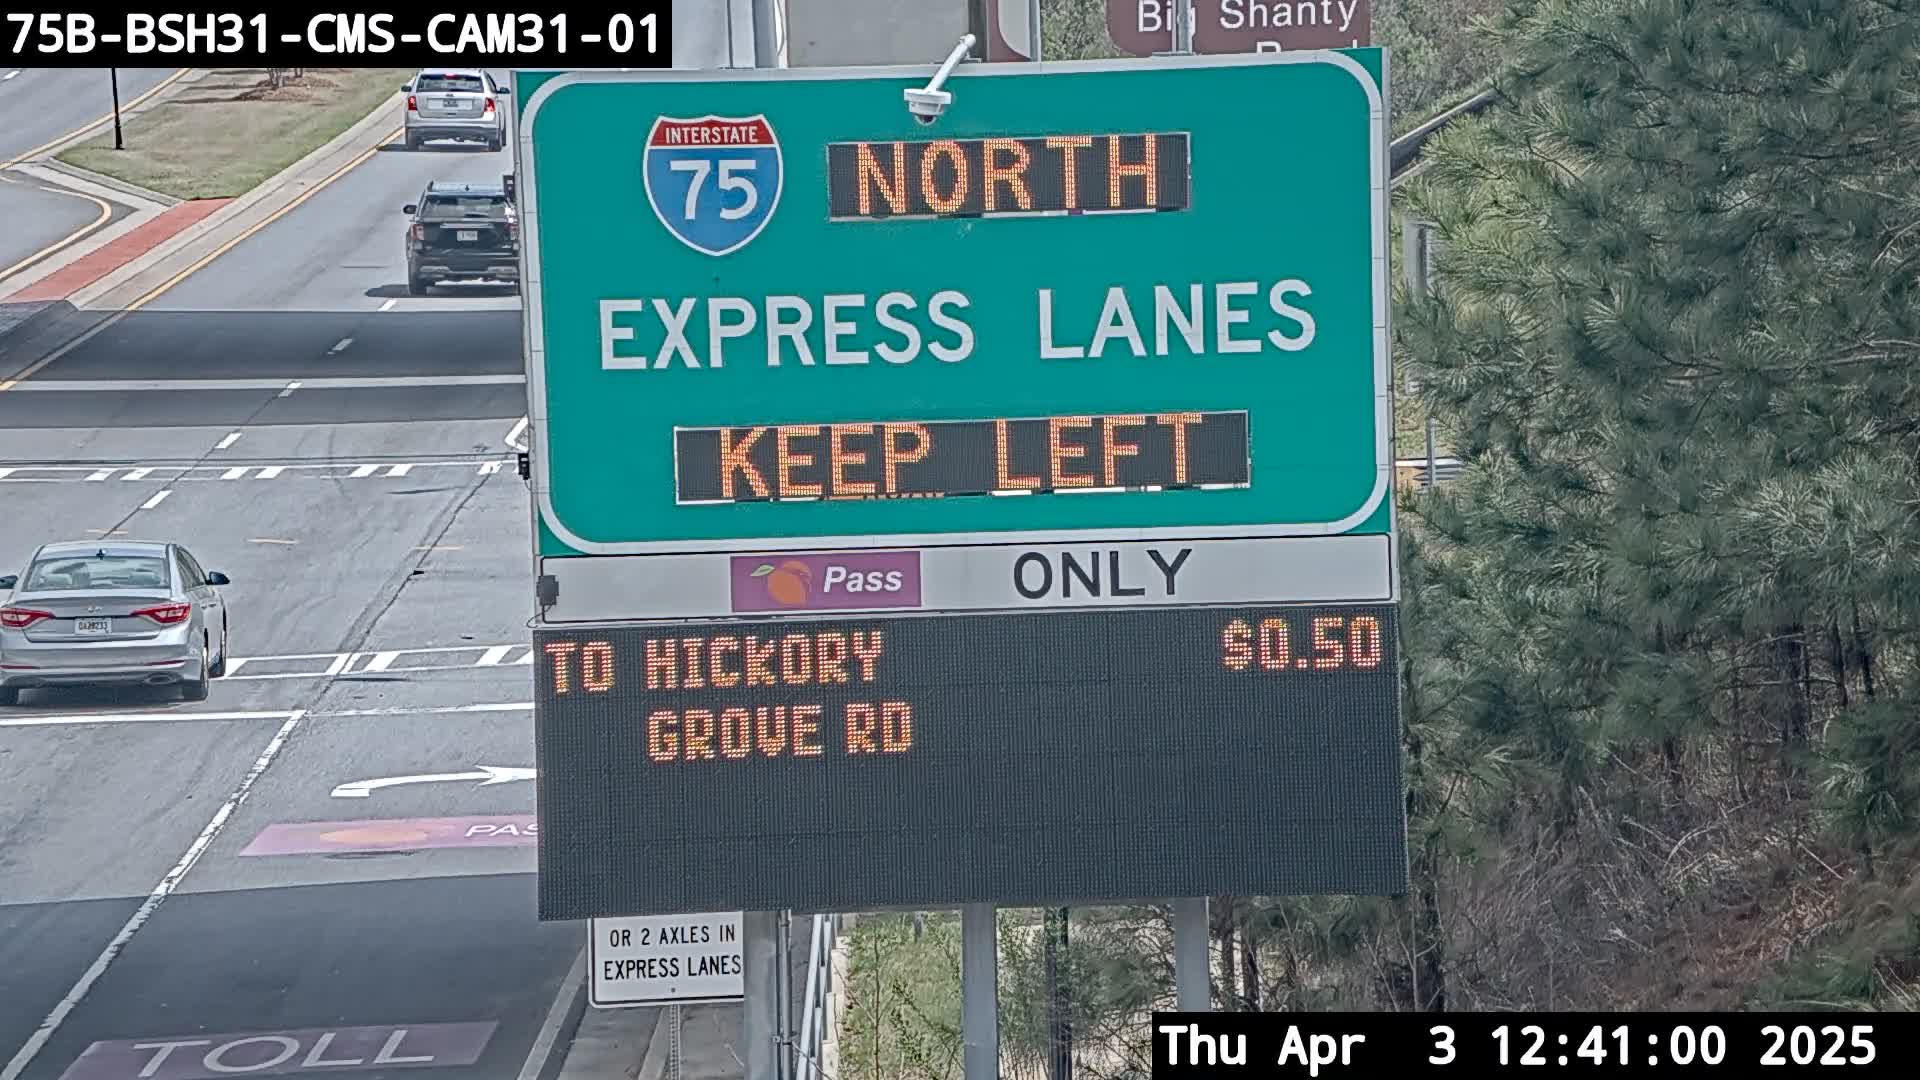 75B-BSH31-CMS-CAM31-01
Big Shanty
Road
INTERSTATE
75
NORTH
EXPRESS LANES
KEEP LEFT
Pass ONLY
TO HICKORY $0.50
GROVE RD
OR 2 AXLES IN
EXPRESS LANES
TOLL
Thu Apr 3 12:41:00 2025